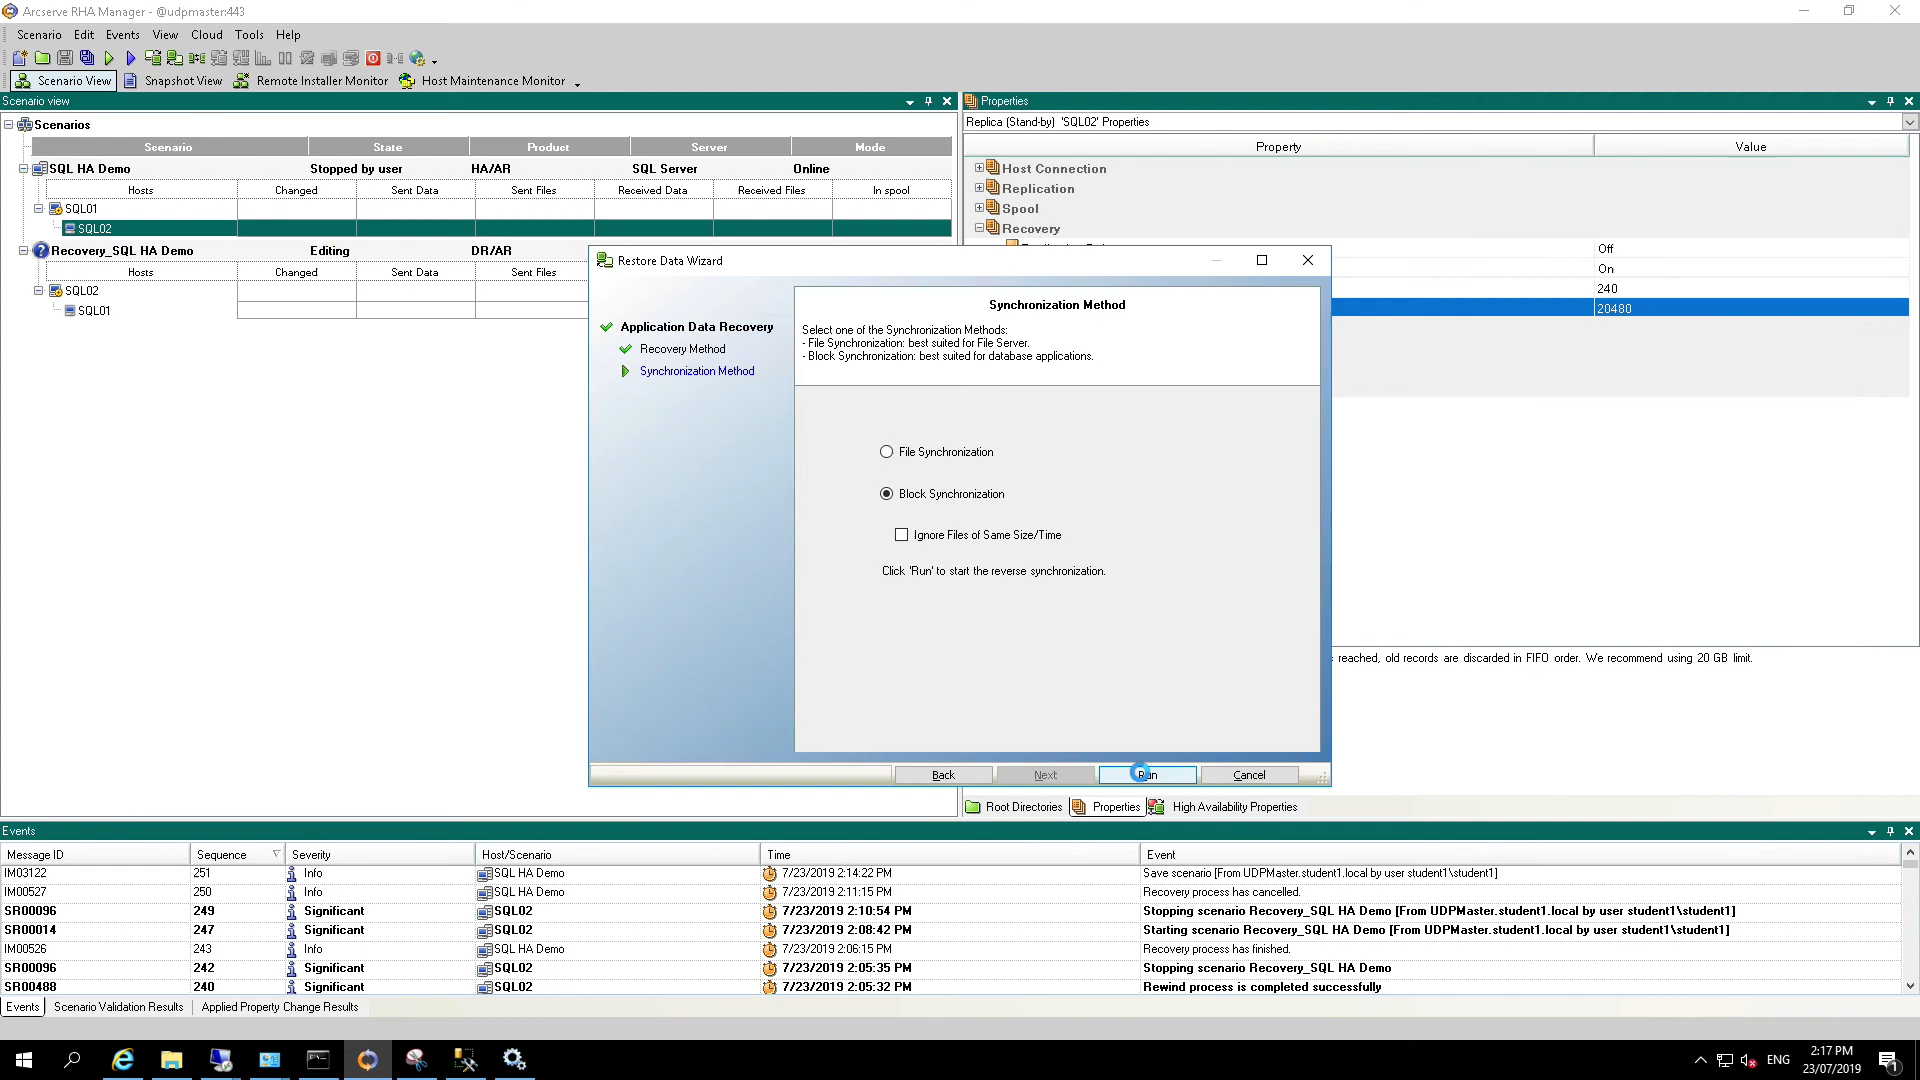 Arcserve RHA Manager - @udpmaster:443
Scenario Edit Events View Cloud Tools Help
Scenario View Snapshot View Remote Installer Monitor Host Maintenance Monitor
Scenario view
Scenarios
Scenario State Product Server Mode
SQL HA Demo Stopped by user HA/AR SQL Server Online
Hosts Changed Sent Data Sent Files Received Data Received Files In spool
SQL01
SQL02
Recovery_SQL HA Demo Editing DR/AR
Hosts Changed Sent Data Sent Files
SQL02
SQL01
Properties
Replica (Stand-by) 'SQL02' Properties
Property Value
Host Connection
Replication
Spool
Recovery
Off
On
240
20480
reached, old records are discarded in FIFO order. We recommend using 20 GB limit.
Root Directories Properties High Availability Properties
Restore Data Wizard
Application Data Recovery
Recovery Method
Synchronization Method
Synchronization Method
Select one of the Synchronization Methods:
- File Synchronization: best suited for File Server.
- Block Synchronization: best suited for database applications.
File Synchronization
Block Synchronization
Ignore Files of Same Size/Time
Click 'Run' to start the reverse synchronization.
Back Next Run Cancel
Events
Message ID Sequence Severity Host/Scenario Time Event
IM03122 251 Info SQL HA Demo 7/23/2019 2:14:22 PM Save scenario [From UDPMaster.student1.local by user student1\student1]
IM00527 250 Info SQL HA Demo 7/23/2019 2:11:15 PM Recovery process has cancelled.
SR00096 249 Significant SQL02 7/23/2019 2:10:54 PM Stopping scenario Recovery_SQL HA Demo [From UDPMaster.student1.local by user student1\student1]
SR00014 247 Significant SQL02 7/23/2019 2:08:42 PM Starting scenario Recovery_SQL HA Demo [From UDPMaster.student1.local by user student1\student1]
IM00526 243 Info SQL HA Demo 7/23/2019 2:06:15 PM Recovery process has finished.
SR00096 242 Significant SQL02 7/23/2019 2:05:35 PM Stopping scenario Recovery_SQL HA Demo
SR00488 240 Significant SQL02 7/23/2019 2:05:32 PM Rewind process is completed successfully
Events Scenario Validation Results Applied Property Change Results
ENG
2:17 PM
23/07/2019
1